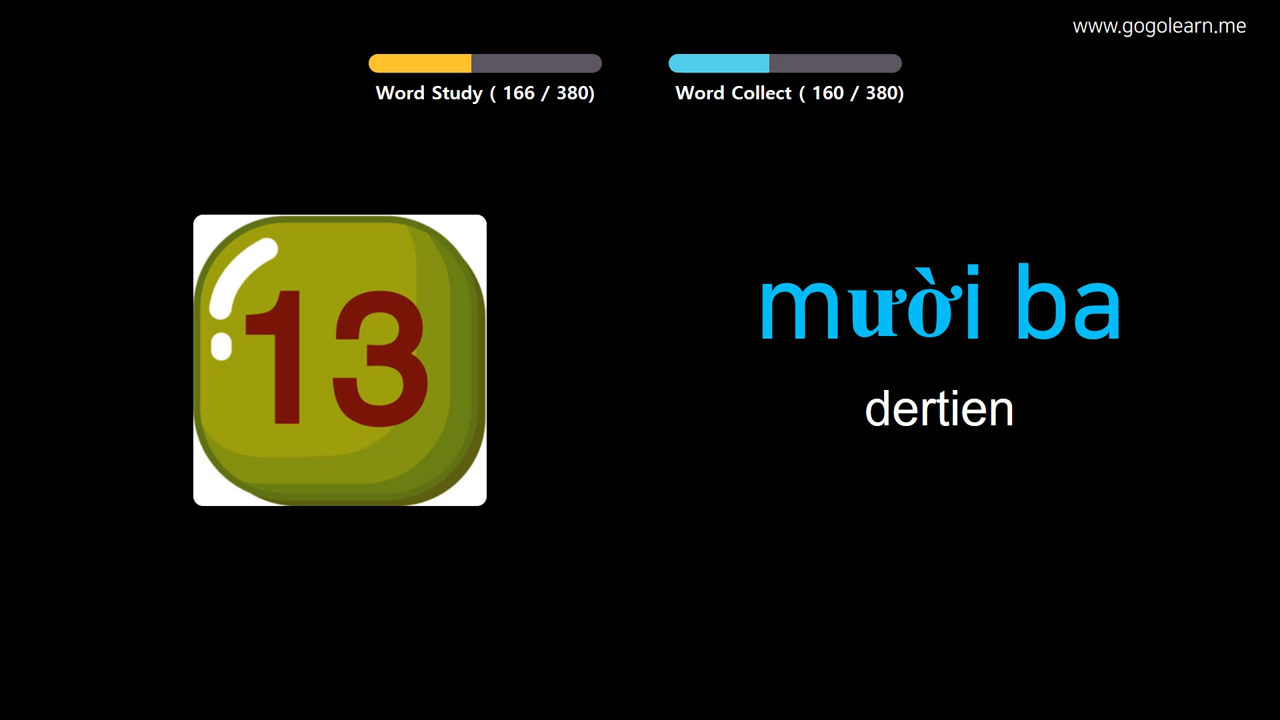 www.gogolearn.me
Word Study ( 166 / 380)
Word Collect ( 160 / 380)
13
mười ba
dertien